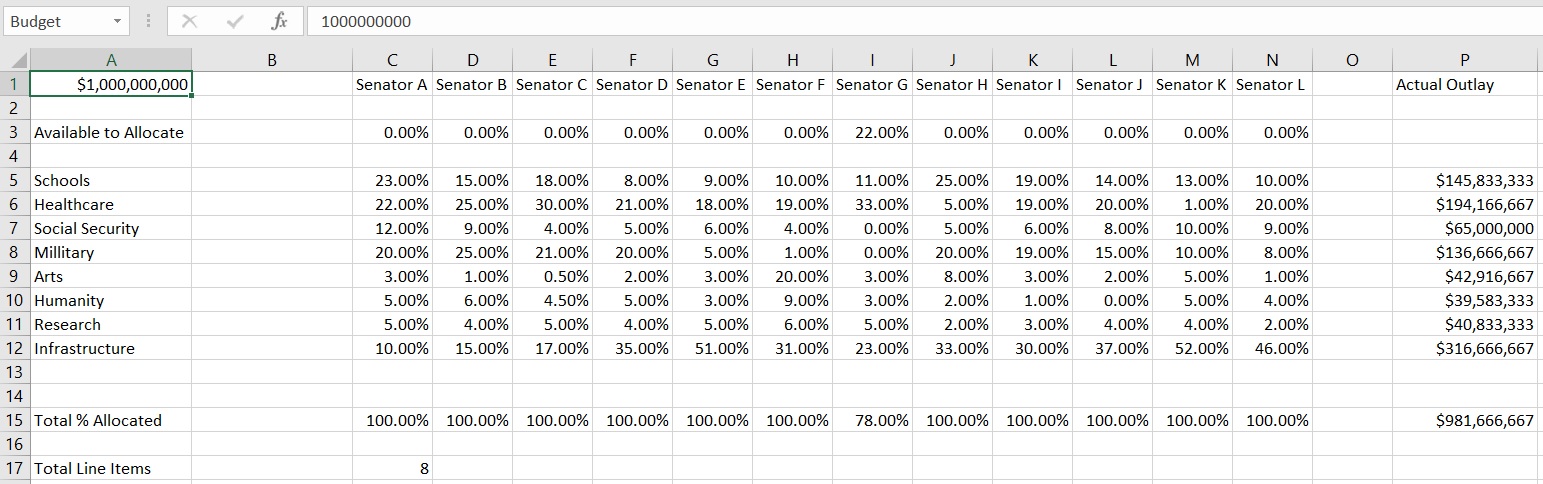 Budget fx 1000000000
A B C D E F G H I J K L M N O P
1 $1,000,000,000 Senator A Senator B Senator C Senator D Senator E Senator F Senator G Senator H Senator I Senator J Senator K Senator L Actual Outlay
2
3 Available to Allocate 0.00% 0.00% 0.00% 0.00% 0.00% 0.00% 22.00% 0.00% 0.00% 0.00% 0.00% 0.00%
4
5 Schools 23.00% 15.00% 18.00% 8.00% 9.00% 10.00% 11.00% 25.00% 19.00% 14.00% 13.00% 10.00% $145,833,333
6 Healthcare 22.00% 25.00% 30.00% 21.00% 18.00% 19.00% 33.00% 5.00% 19.00% 20.00% 1.00% 20.00% $194,166,667
7 Social Security 12.00% 9.00% 4.00% 5.00% 6.00% 4.00% 0.00% 5.00% 6.00% 8.00% 10.00% 9.00% $65,000,000
8 Millitary 20.00% 25.00% 21.00% 20.00% 5.00% 1.00% 0.00% 20.00% 19.00% 15.00% 10.00% 8.00% $136,666,667
9 Arts 3.00% 1.00% 0.50% 2.00% 3.00% 20.00% 3.00% 8.00% 3.00% 2.00% 5.00% 1.00% $42,916,667
10 Humanity 5.00% 6.00% 4.50% 5.00% 3.00% 9.00% 3.00% 2.00% 1.00% 0.00% 5.00% 4.00% $39,583,333
11 Research 5.00% 4.00% 5.00% 4.00% 5.00% 6.00% 5.00% 2.00% 3.00% 4.00% 4.00% 2.00% $40,833,333
12 Infrastructure 10.00% 15.00% 17.00% 35.00% 51.00% 31.00% 23.00% 33.00% 30.00% 37.00% 52.00% 46.00% $316,666,667
13
14
15 Total % Allocated 100.00% 100.00% 100.00% 100.00% 100.00% 100.00% 78.00% 100.00% 100.00% 100.00% 100.00% 100.00% $981,666,667
16
17 Total Line Items 8